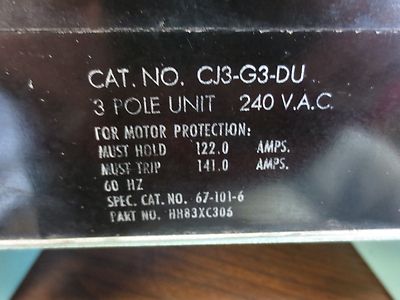 CAT. NO. CJ3-G3-DU
3 POLE UNIT 240 V.A.C.
FOR MOTOR PROTECTION:
MUST HOLD 122.0 AMPS.
MUST TRIP 141.0 AMPS.
60 HZ
SPEC. CAT. NO. 67-101-6
PART NO. HH83XC306